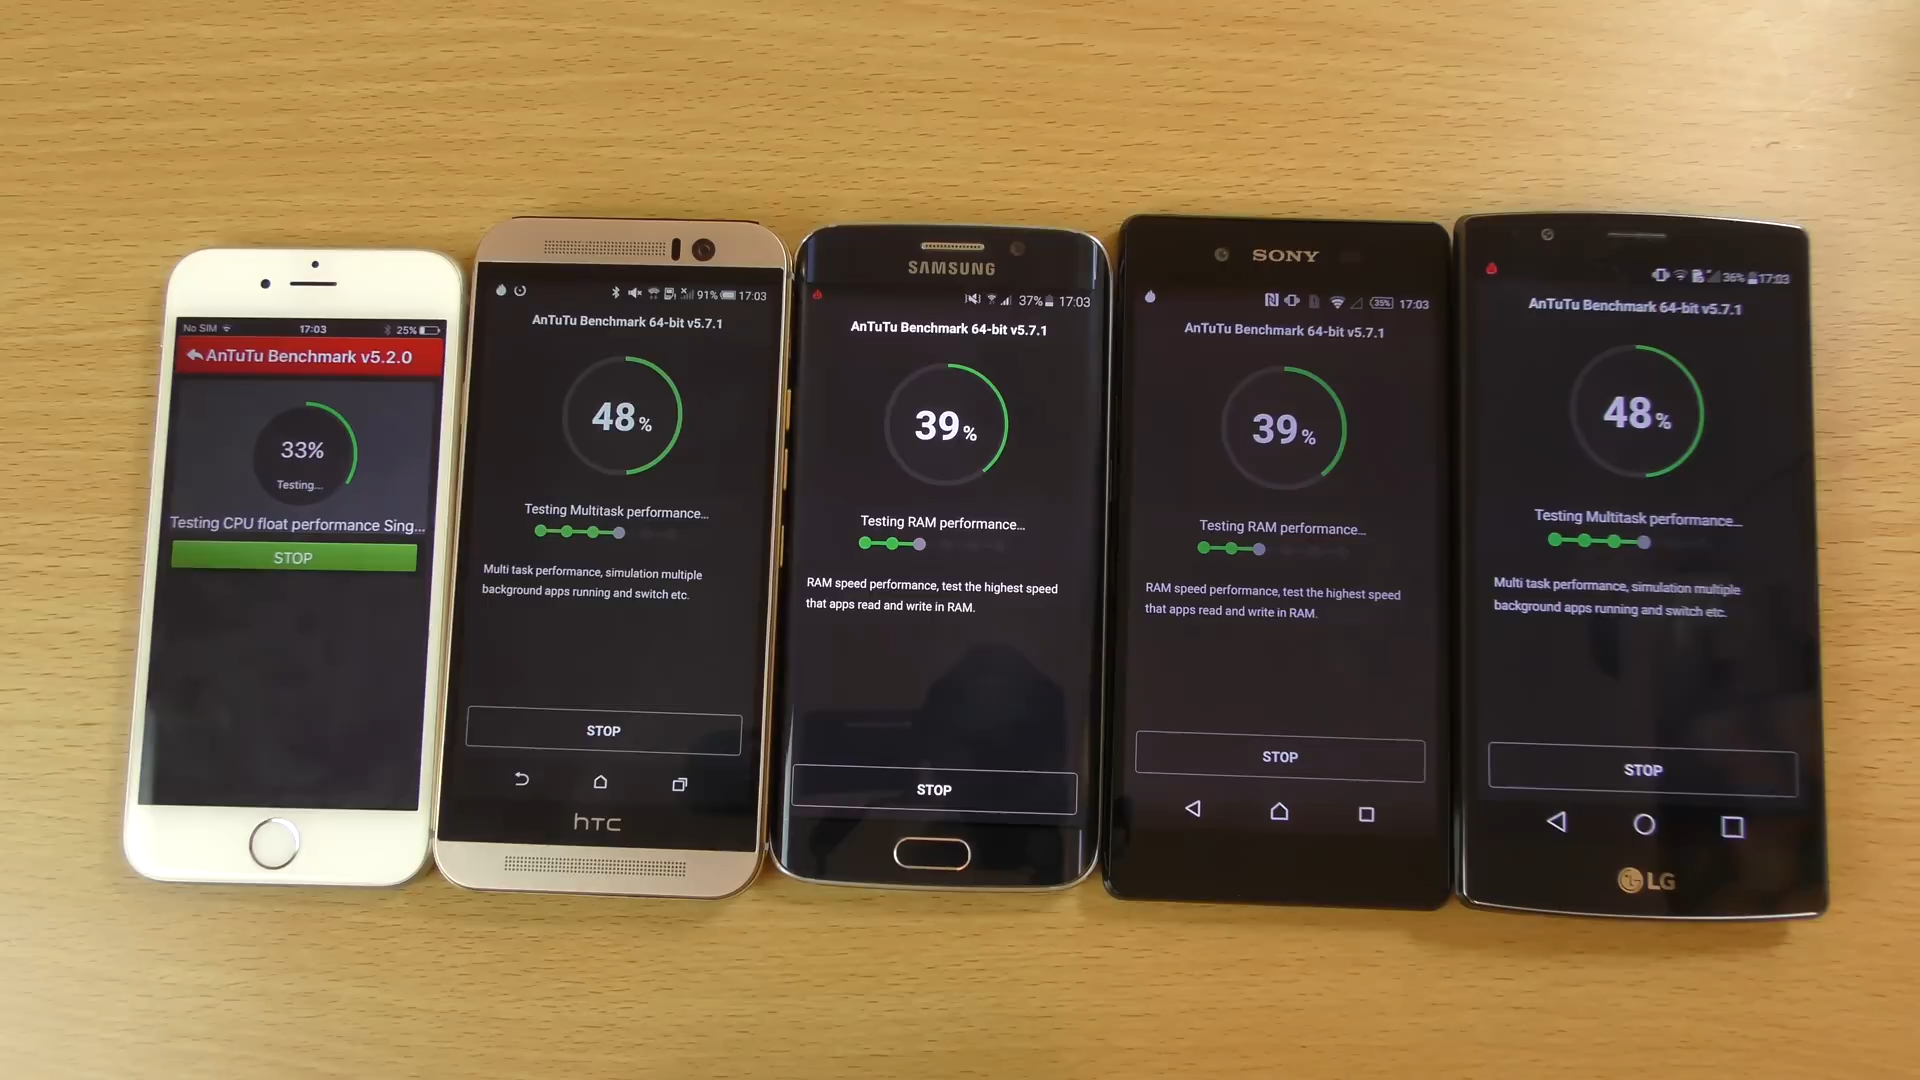 No SIM 17:03 25%
AnTuTu Benchmark v5.2.0
33%
Testing...
Testing CPU float performance Sing...
STOP
91% 17:03
AnTuTu Benchmark 64-bit v5.7.1
48%
Testing Multitask performance...
Multi task performance, simulation multiple
background apps running and switch etc.
STOP
hTC
SAMSUNG
37% 17:03
AnTuTu Benchmark 64-bit v5.7.1
39%
Testing RAM performance...
RAM speed performance, test the highest speed
that apps read and write in RAM.
STOP
SONY
35% 17:03
AnTuTu Benchmark 64-bit v5.7.1
39%
Testing RAM performance...
RAM speed performance, test the highest speed
that apps read and write in RAM.
STOP
36% 17:03
AnTuTu Benchmark 64-bit v5.7.1
48%
Testing Multitask performance...
Multi task performance, simulation multiple
background apps running and switch etc.
STOP
LG